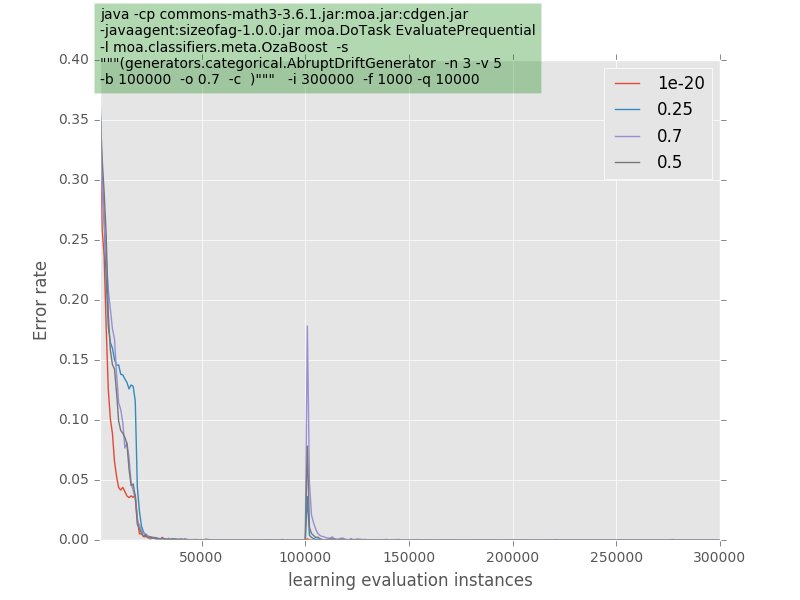 java -cp commons-math3-3.6.1.jar:moa.jar:cdgen.jar
-javaagent:sizeofag-1.0.0.jar moa.DoTask EvaluatePrequential
-l moa.classifiers.meta.OzaBoost  -s
"""(generators.categorical.AbruptDriftGenerator  -n 3 -v 5
-b 100000  -o 0.7  -c  )"""   -i 300000  -f 1000 -q 10000
0.40
0.35
0.30
0.25
0.20
0.15
0.10
0.05
0.00
Error rate
1e-20
0.25
0.7
0.5
50000 100000 150000 200000 250000 300000
learning evaluation instances